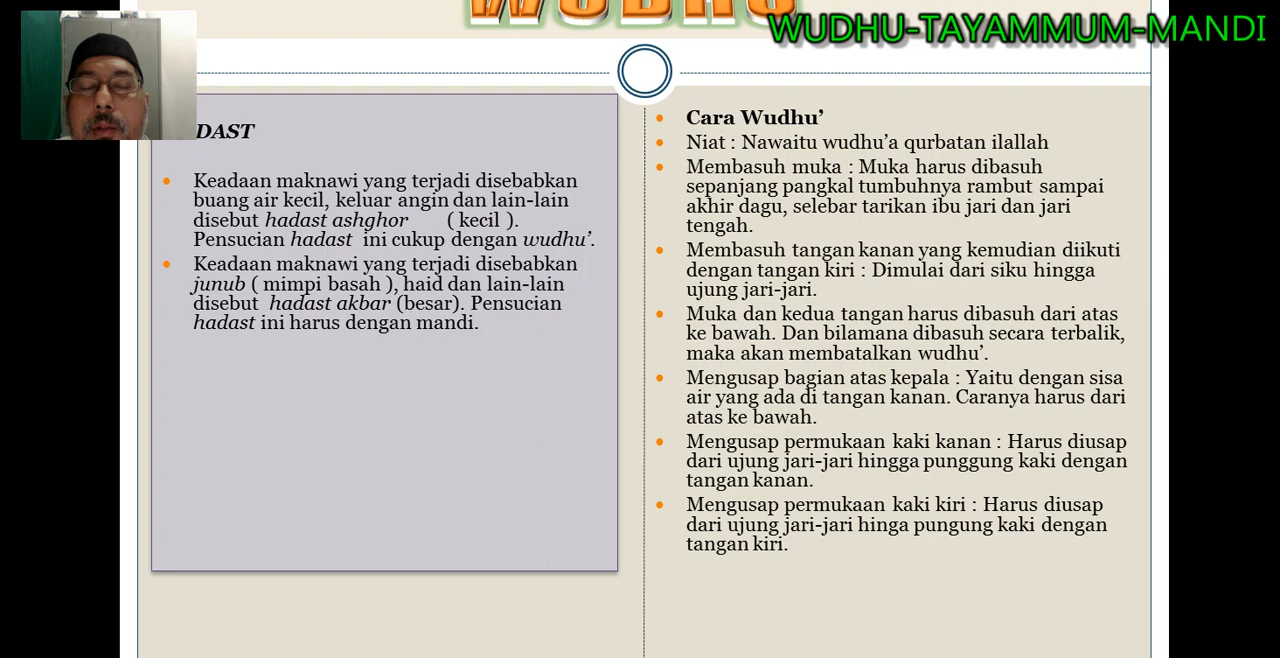 WUDHU
WUDHU-TAYAMMUM-MANDI
DAST
Keadaan maknawi yang terjadi disebabkan
buang air kecil, keluar angin dan lain-lain
disebut hadast ashghor ( kecil ).
Pensucian hadast ini cukup dengan wudhu’.
Keadaan maknawi yang terjadi disebabkan
junub ( mimpi basah ), haid dan lain-lain
disebut hadast akbar (besar). Pensucian
hadast ini harus dengan mandi.
Cara Wudhu’
Niat : Nawaitu wudhu’a qurbatan ilallah
Membasuh muka : Muka harus dibasuh
sepanjang pangkal tumbuhnya rambut sampai
akhir dagu, selebar tarikan ibu jari dan jari
tengah.
Membasuh tangan kanan yang kemudian diikuti
dengan tangan kiri : Dimulai dari siku hingga
ujung jari-jari.
Muka dan kedua tangan harus dibasuh dari atas
ke bawah. Dan bilamana dibasuh secara terbalik,
maka akan membatalkan wudhu’.
Mengusap bagian atas kepala : Yaitu dengan sisa
air yang ada di tangan kanan. Caranya harus dari
atas ke bawah.
Mengusap permukaan kaki kanan : Harus diusap
dari ujung jari-jari hingga punggung kaki dengan
tangan kanan.
Mengusap permukaan kaki kiri : Harus diusap
dari ujung jari-jari hinga pungung kaki dengan
tangan kiri.